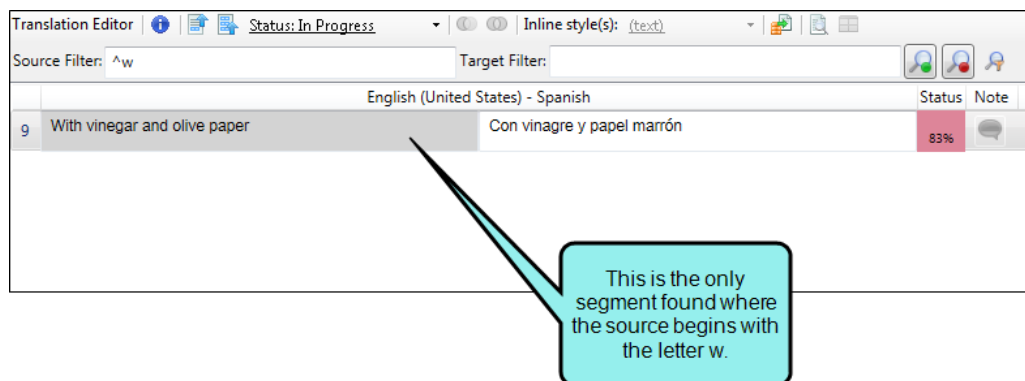 Translation Editor Status: In Progress Inline style(s): (text)
Source Filter: ^w Target Filter:
English (United States) - Spanish Status Note
9 With vinegar and olive paper Con vinagre y papel marrón 83%
This is the only
segment found where
the source begins with
the letter w.